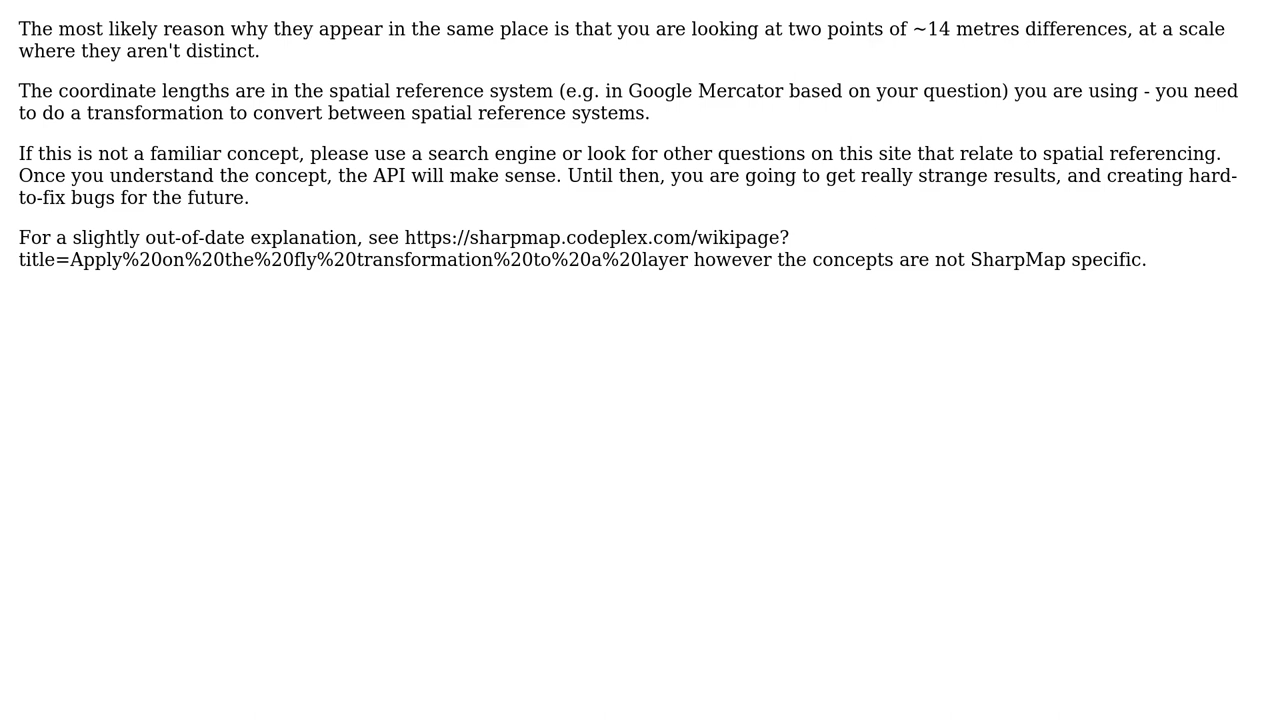 The most likely reason why they appear in the same place is that you are looking at two points of ~14 metres differences, at a scale
where they aren't distinct.
The coordinate lengths are in the spatial reference system (e.g. in Google Mercator based on your question) you are using - you need
to do a transformation to convert between spatial reference systems.
If this is not a familiar concept, please use a search engine or look for other questions on this site that relate to spatial referencing.
Once you understand the concept, the API will make sense. Until then, you are going to get really strange results, and creating hard-
to-fix bugs for the future.
For a slightly out-of-date explanation, see https://sharpmap.codeplex.com/wikipage?
title=Apply%20on%20the%20fly%20transformation%20to%20a%20layer however the concepts are not SharpMap specific.